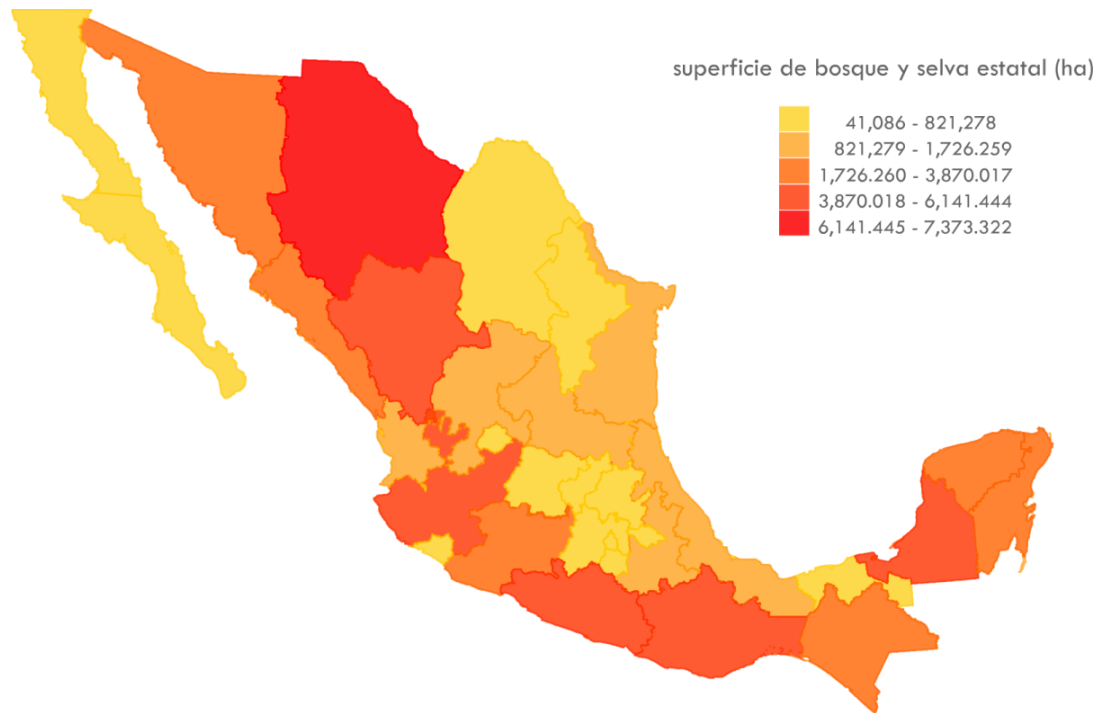 superficie de bosque y selva estatal (ha)
41,086 - 821,278
821,279 - 1,726.259
1,726.260 - 3,870.017
3,870.018 - 6,141.444
6,141.445 - 7,373.322